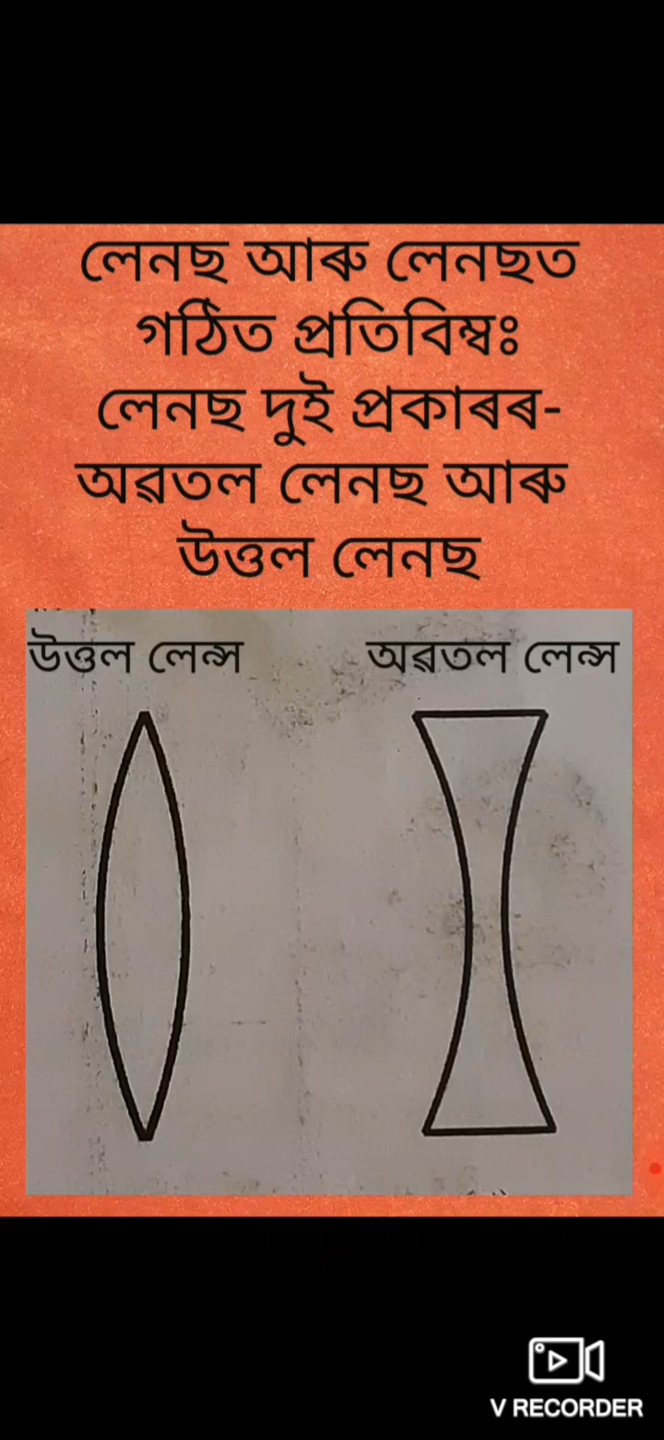 লেনছ আৰু লেনছত
গঠিত প্ৰতিবিম্বঃ
লেনছ দুই প্ৰকাৰৰ-
অৱতল লেনছ আৰু
উত্তল লেনছ
উত্তল লেন্স অৱতল লেন্স
V RECORDER